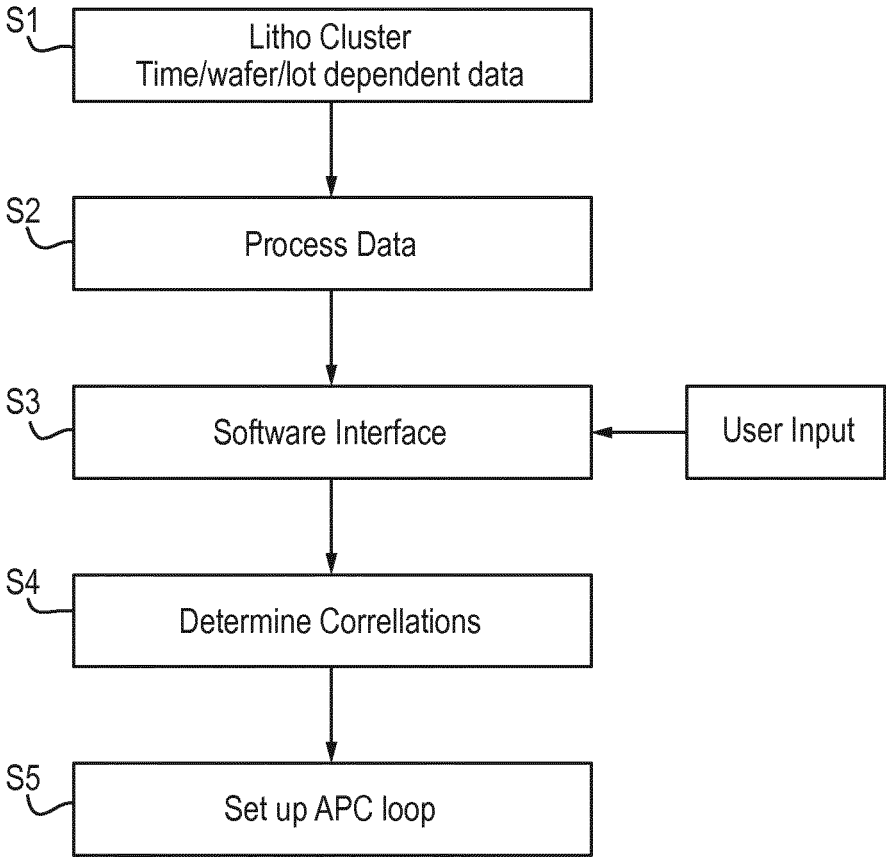 S1
Litho Cluster
Time/wafer/lot dependent data
S2
Process Data
S3
Software Interface
User Input
S4
Determine Correllations
S5
Set up APC loop